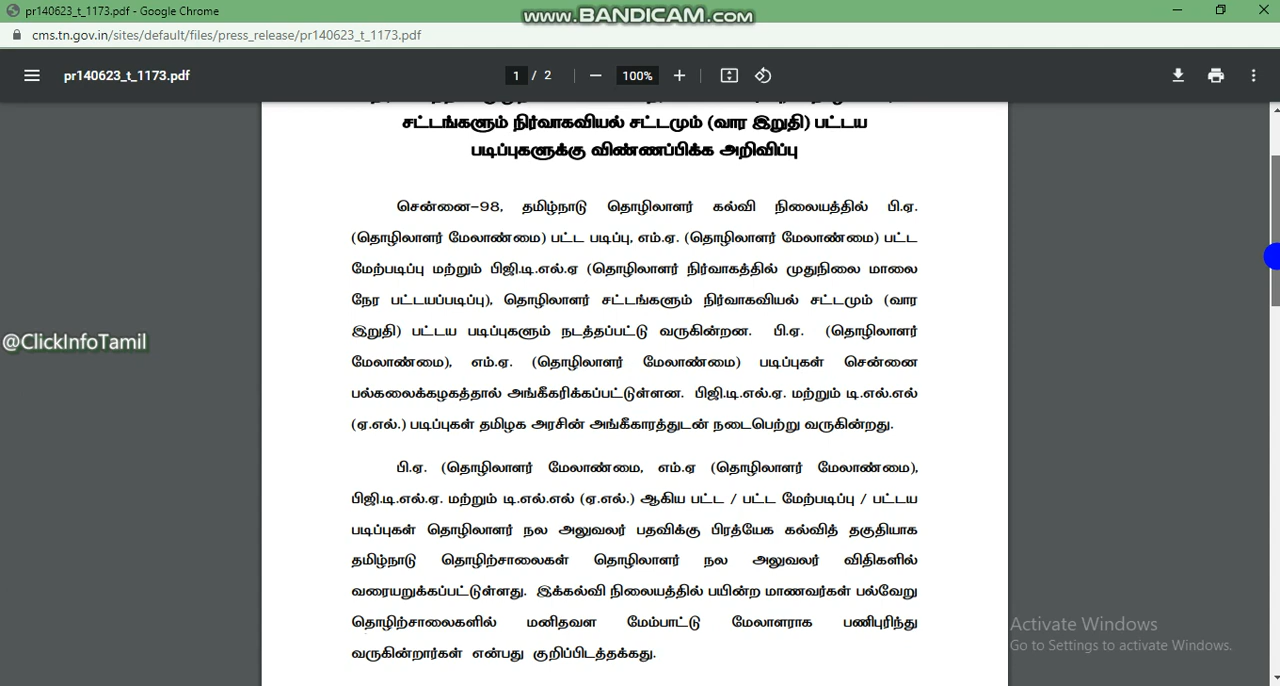 pr140623_t_1173.pdf - Google Chrome
www.BANDICAM.com
cms.tn.gov.in/sites/default/files/press_release/pr140623_t_1173.pdf
pr140623_t_1173.pdf
1 / 2
100%
சட்டங்களும் நிர்வாகவியல் சட்டமும் (வார இறுதி) பட்டய
படிப்புகளுக்கு விண்ணப்பிக்க அறிவிப்பு
சென்னை-98, தமிழ்நாடு தொழிலாளர் கல்வி நிலையத்தில் பி.ஏ.
(தொழிலாளர் மேலாண்மை) பட்ட படிப்பு, எம்.ஏ. (தொழிலாளர் மேலாண்மை) பட்ட
மேற்படிப்பு மற்றும் பிஜி.டி.எல்.ஏ (தொழிலாளர் நிர்வாகத்தில் முதுநிலை மாலை
நேர பட்டயப்படிப்பு), தொழிலாளர் சட்டங்களும் நிர்வாகவியல் சட்டமும் (வார
இறுதி) பட்டய படிப்புகளும் நடத்தப்பட்டு வருகின்றன. பி.ஏ. (தொழிலாளர்
மேலாண்மை), எம்.ஏ. (தொழிலாளர் மேலாண்மை) படிப்புகள் சென்னை
பல்கலைக்கழகத்தால் அங்கீகரிக்கப்பட்டுள்ளன. பிஜி.டி.எல்.ஏ. மற்றும் டி.எல்.எல்
(ஏ.எல்.) படிப்புகள் தமிழக அரசின் அங்கீகாரத்துடன் நடைபெற்று வருகின்றது.
@ClickInfoTamil
பி.ஏ. (தொழிலாளர் மேலாண்மை, எம்.ஏ (தொழிலாளர் மேலாண்மை),
பிஜி.டி.எல்.ஏ. மற்றும் டி.எல்.எல் (ஏ.எல்.) ஆகிய பட்ட / பட்ட மேற்படிப்பு / பட்டய
படிப்புகள் தொழிலாளர் நல அலுவலர் பதவிக்கு பிரத்யேக கல்வித் தகுதியாக
தமிழ்நாடு தொழிற்சாலைகள் தொழிலாளர் நல அலுவலர் விதிகளில்
வரையறுக்கப்பட்டுள்ளது. இக்கல்வி நிலையத்தில் பயின்ற மாணவர்கள் பல்வேறு
தொழிற்சாலைகளில் மனிதவள மேம்பாட்டு மேலாளராக பணிபுரிந்து
வருகின்றார்கள் என்பது குறிப்பிடத்தக்கது.
Activate Windows
Go to Settings to activate Windows.